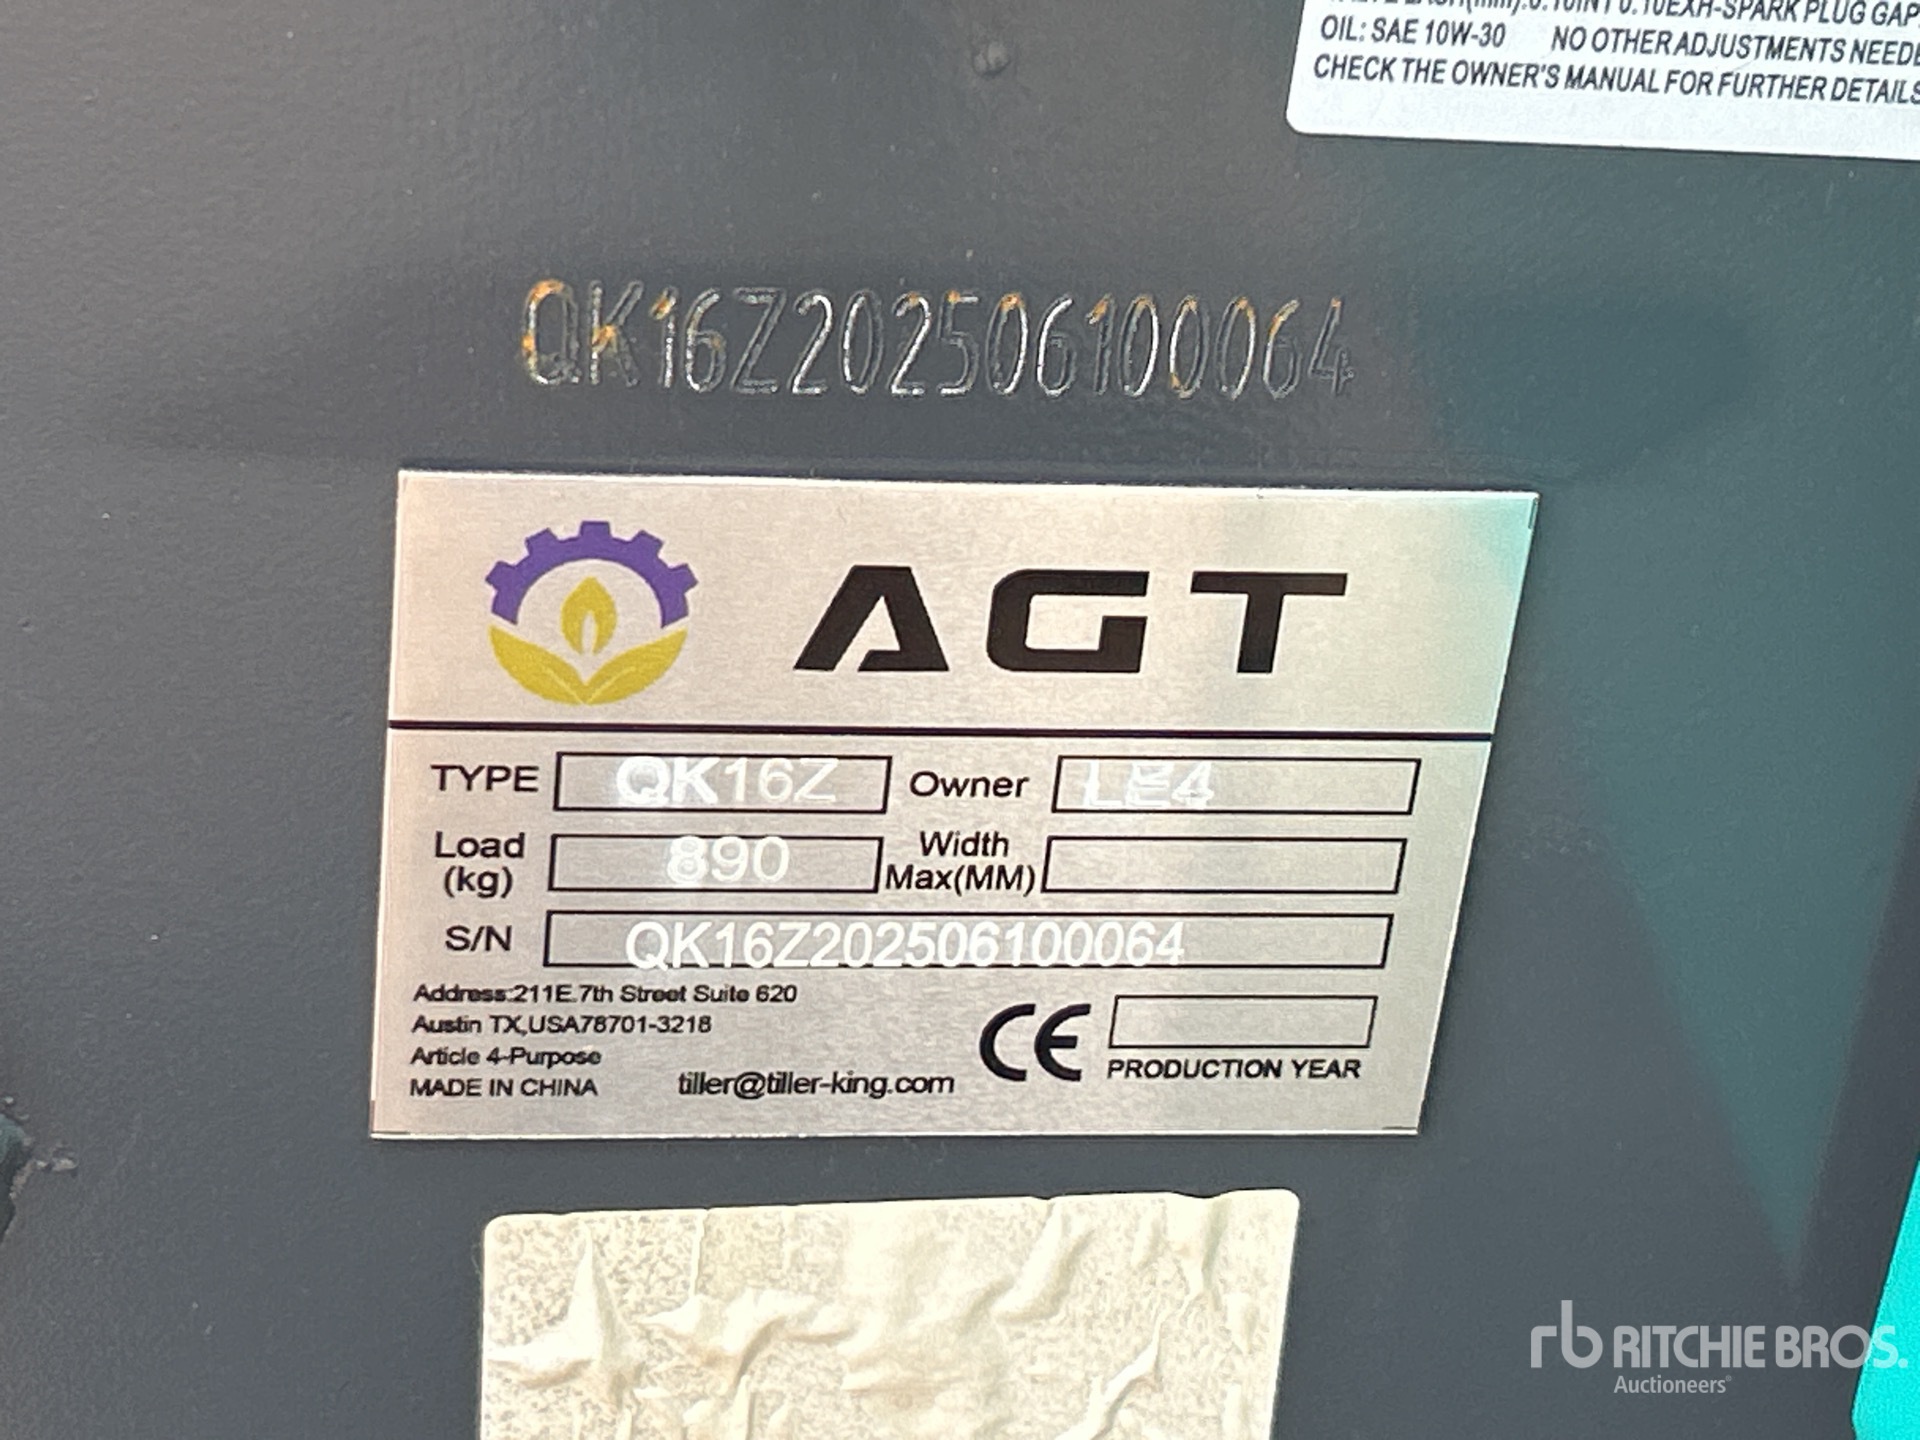 OIL: SAE 10W-30 NO OTHER ADJUSTMENTS
CHECK THE OWNER'S MANUAL FOR FURTHER DETAILS
QK16Z202506100064
AGT
TYPE QK16Z Owner LE4
Load (kg) 890 Width Max(MM)
S/N QK16Z202506100064
Address:211E.7th Street Suite 620
Austin TX,USA78701-3218
Article 4-Purpose
MADE IN CHINA tiller@tiller-king.com
CE PRODUCTION YEAR
rb RITCHIE BROS.
Auctioneers